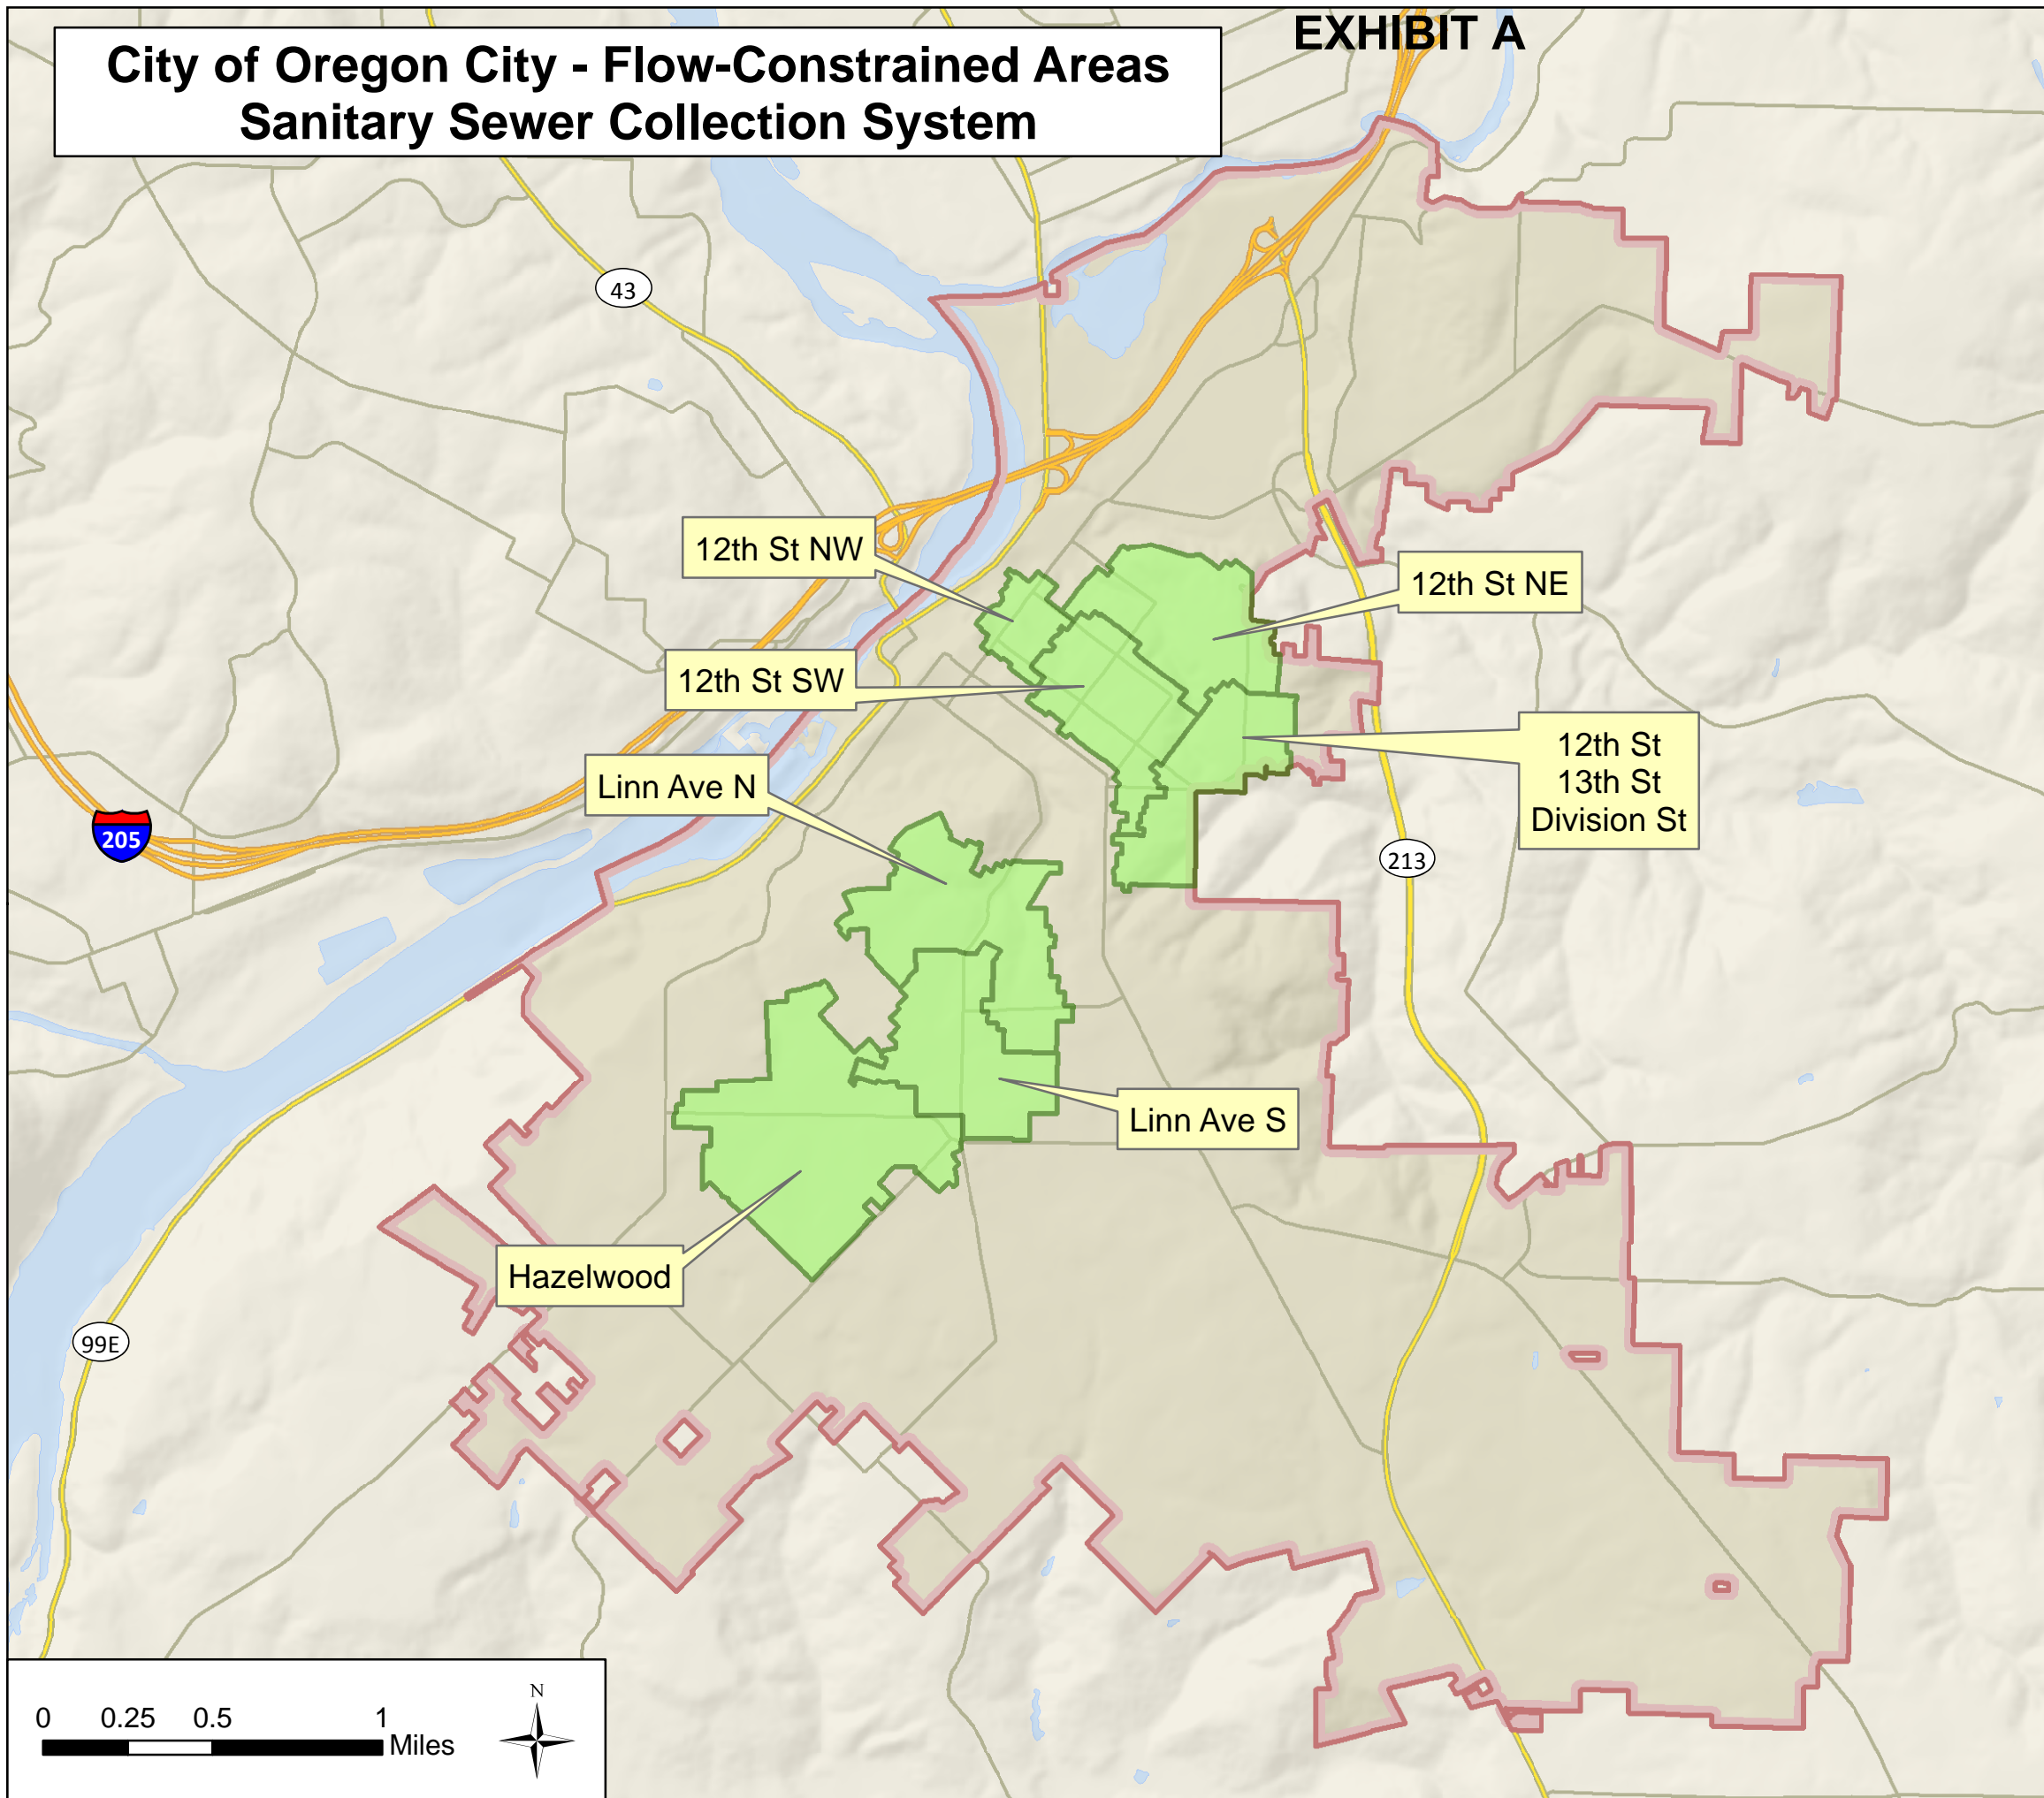 EXHIBIT A
City of Oregon City - Flow-Constrained Areas
Sanitary Sewer Collection System
43
12th St NW
12th St NE
12th St SW
12th St
13th St
Division St
Linn Ave N
205
213
Linn Ave S
Hazelwood
99E
N
0 0.25 0.5 1
Miles